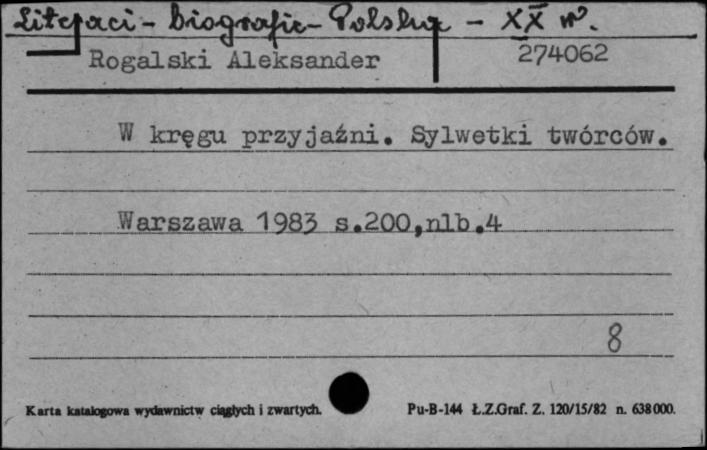 Literaci - biografie - Polska - XX w.
Rogalski Aleksander 274062
W kręgu przyjaźni. Sylwetki twórców.
Warszawa 1983 s.200,nlb.4
8
Karta katalogowa wydawnictw ciągłych i zwartych. Pu-B-144 Ł.Z.Graf. Z. 120/15/82 n. 638000.